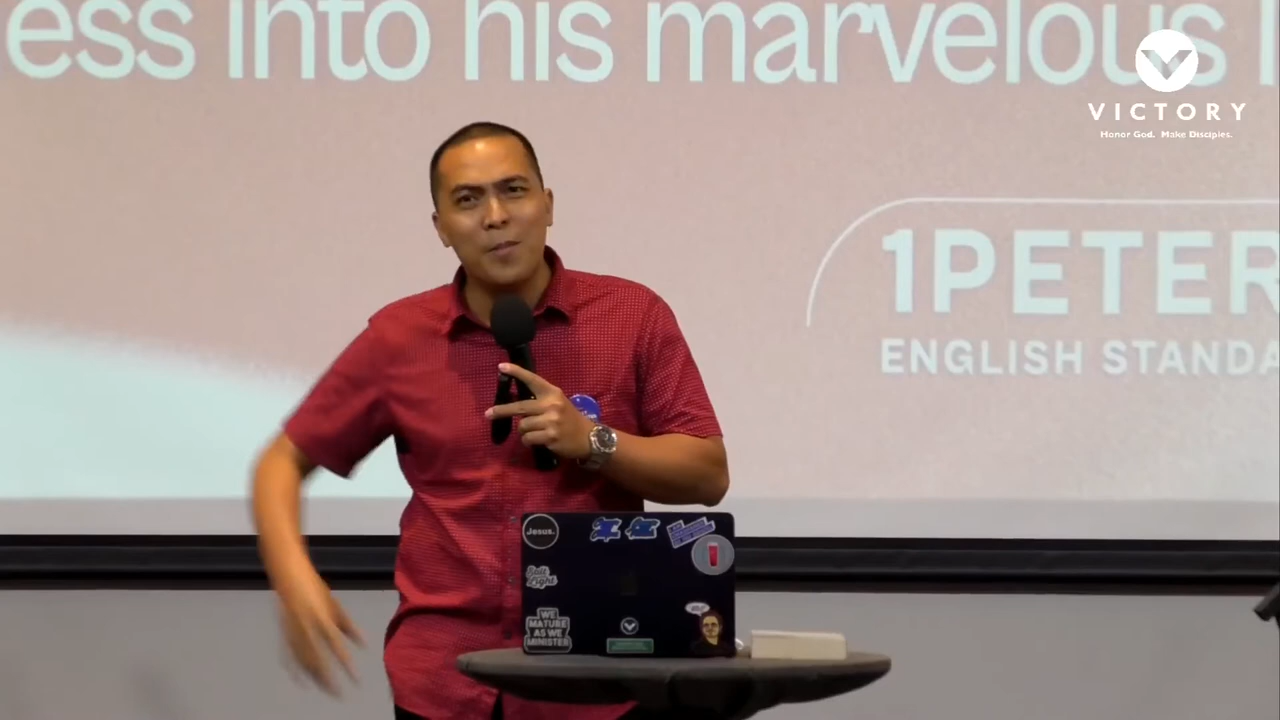 ess into his marvelous
VICTORY
Honor God. Make Disciples.
1PETER
ENGLISH STANDA
Jesus.
Salt
Light
WE
MATURE
AS WE
MINISTER